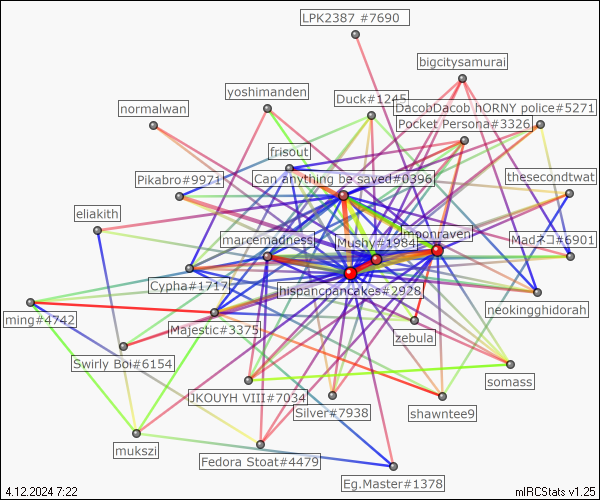 LPK2387 #7690
bigcitysamurai
yoshimanden
Duck#1245
normalwan
DacobDacob hORNY police#5271
Pocket Persona#3326
frisout
Pikabro#9971
Can anything be saved#0396
thesecondtwat
eliakith
marcemadness
Musby#1984
moonraven
Madネコ#6901
Cypha#1717
hispancpancakes#2928
neokingghidorah
ming#4742
Majestic#3375
zebula
Swirly Boi#6154
somass
JKOUYH VIII#7034
Silver#7938
shawntee9
mukszi
Fedora Stoat#4479
Eg.Master#1378
4.12.2024 7:22
mIRCStats v1.25